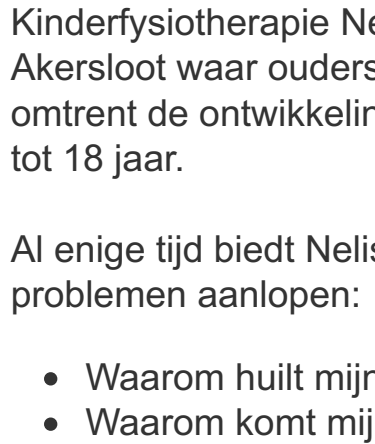 Kinderfysiotherapie Ne
Akersloot waar ouders
omtrent de ontwikkelin
tot 18 jaar.
Al enige tijd biedt Nelis
problemen aanlopen:
• Waarom huilt mijn
• Waarom komt mij